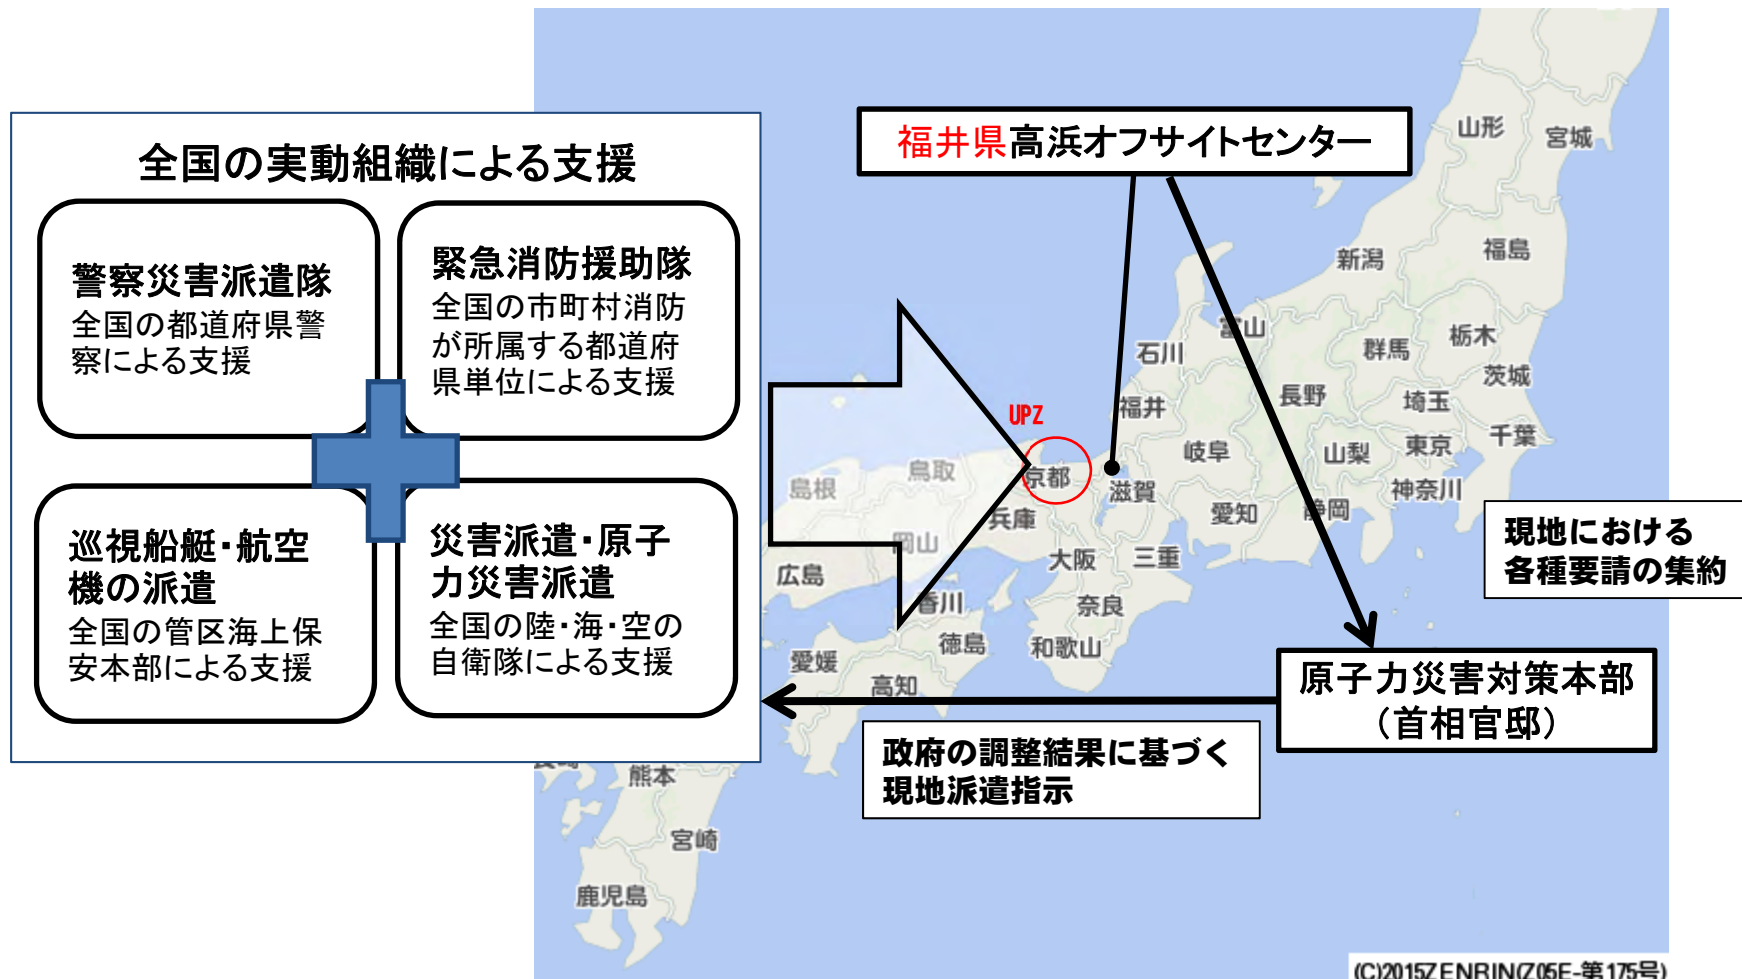 全国の実動組織による支援
警察災害派遣隊
全国の都道府県警
察による支援
緊急消防援助隊
全国の市町村消防
が所属する都道府
県単位による支援
巡視船艇・航空
機の派遣
全国の管区海上保
安本部による支援
災害派遣・原子
力災害派遣
全国の陸・海・空の
自衛隊による支援
福井県高浜オフサイトセンター
山形
宮城
新潟
福島
富山
石川
群馬
栃木
茨城
長野
福井
埼玉
UPZ
岐阜
山梨
東京
千葉
鳥取
京都
島根
滋賀
神奈川
兵庫
愛知
静岡
岡山
大阪
三重
広島
香川
奈良
徳島
和歌山
愛媛
高知
現地における
各種要請の集約
原子力災害対策本部
（首相官邸）
政府の調整結果に基づく
現地派遣指示
長崎
熊本
宮崎
鹿児島
(C)2015ZENRIN(Z05E-第175号)